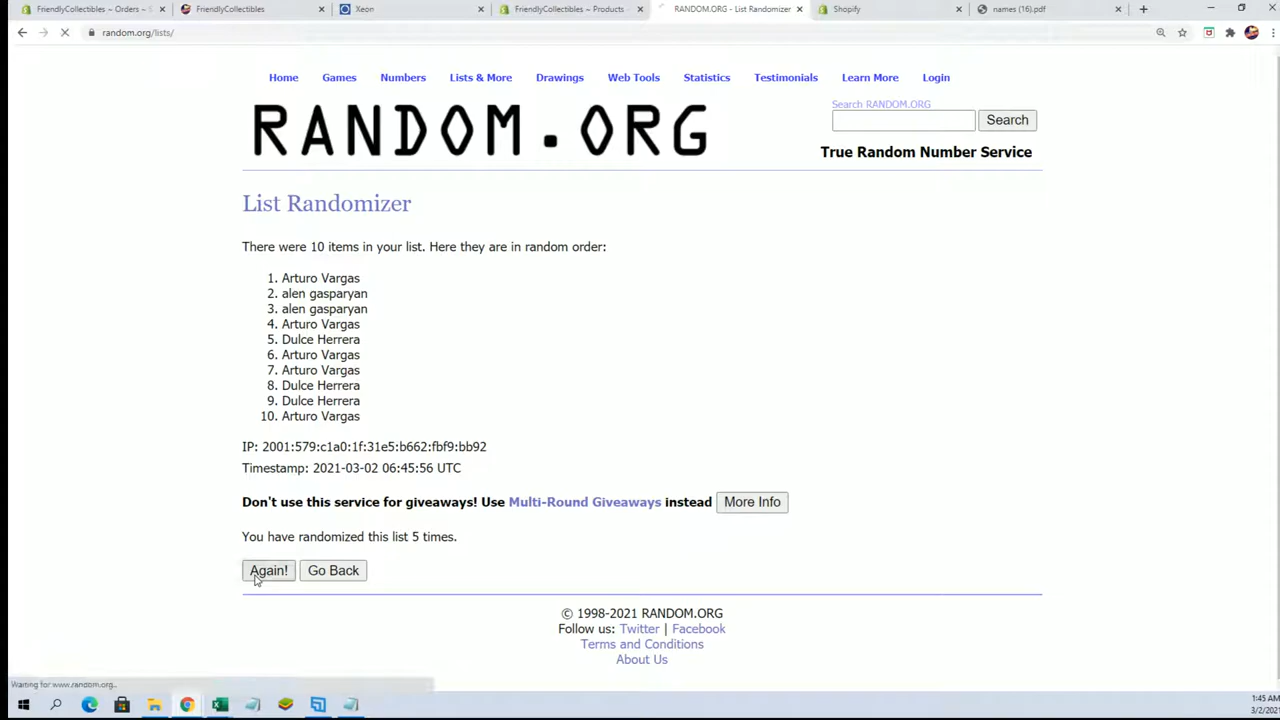 FriendlyCollectibles ~ Orders ~ S
FriendlyCollectibles
Xeon
FriendlyCollectibles ~ Products
RANDOM.ORG - List Randomizer
Shopify
names (16).pdf
random.org/lists/
Home Games Numbers Lists & More Drawings Web Tools Statistics Testimonials Learn More Login
RANDOM.ORG
Search RANDOM.ORG
Search
True Random Number Service
List Randomizer
There were 10 items in your list. Here they are in random order:
1. Arturo Vargas
2. alen gasparyan
3. alen gasparyan
4. Arturo Vargas
5. Dulce Herrera
6. Arturo Vargas
7. Arturo Vargas
8. Dulce Herrera
9. Dulce Herrera
10. Arturo Vargas
IP: 2001:579:c1a0:1f:31e5:b662:fbf9:bb92
Timestamp: 2021-03-02 06:45:56 UTC
Don't use this service for giveaways! Use Multi-Round Giveaways instead More Info
You have randomized this list 5 times.
Again! Go Back
© 1998-2021 RANDOM.ORG
Follow us: Twitter | Facebook
Terms and Conditions
About Us
Waiting for www.random.org...
1:45 AM
3/2/2021